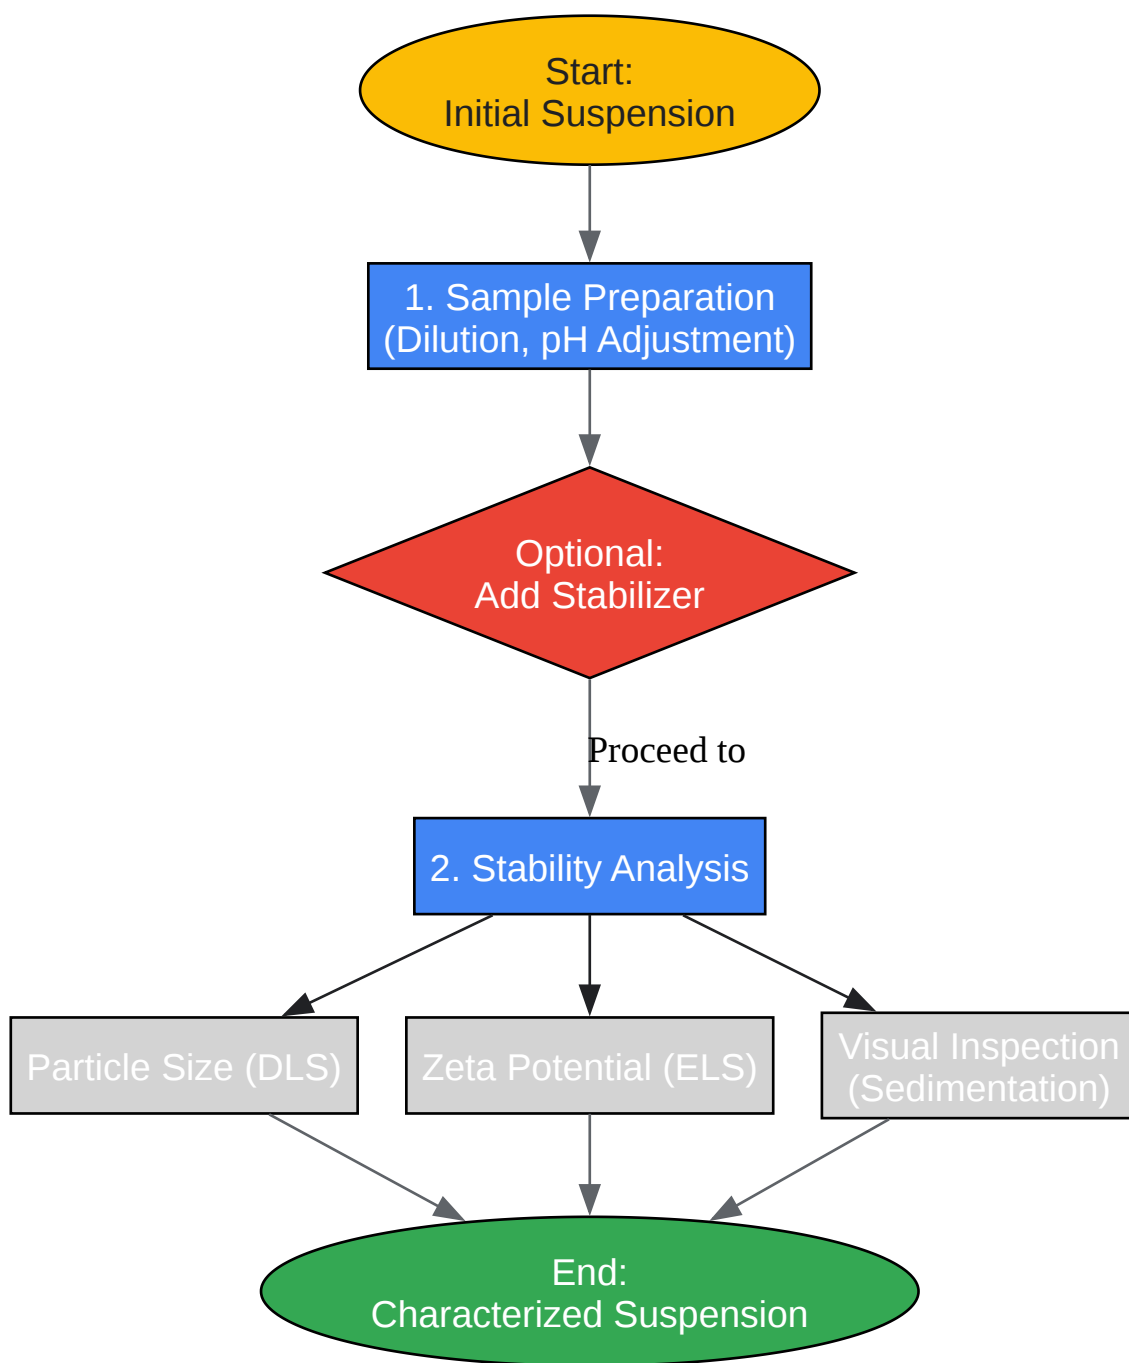 Start:
Initial Suspension
1. Sample Preparation
(Dilution, pH Adjustment)
Optional:
Add Stabilizer
Proceed to
2. Stability Analysis
Particle Size (DLS)
Zeta Potential (ELS)
Visual Inspection
(Sedimentation)
End:
Characterized Suspension